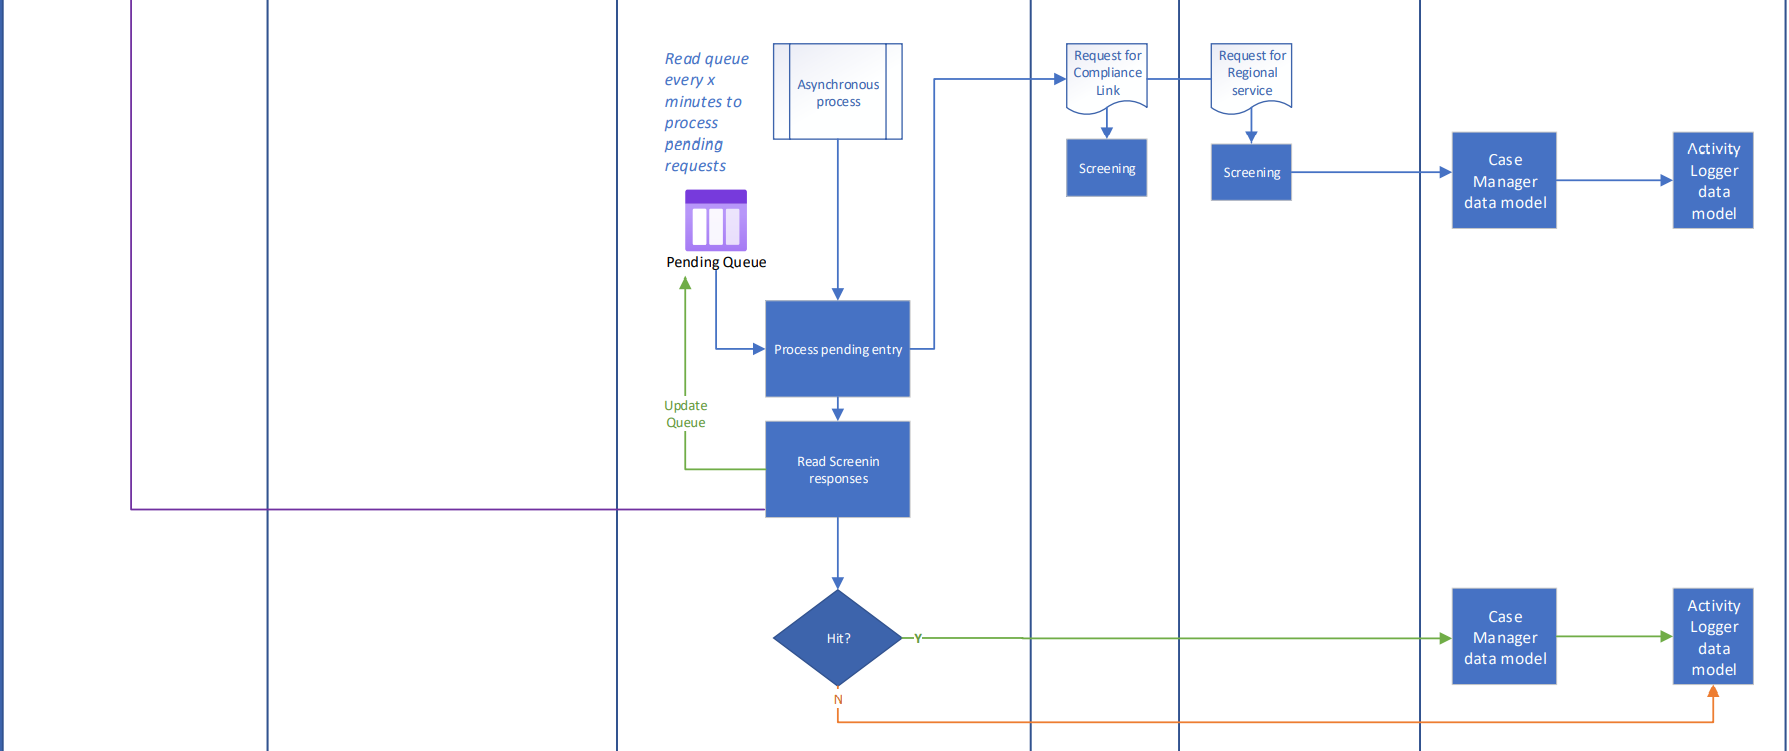 Read queue
every x
minutes to
process
pending
requests
Asynchronous
process
Request for
Compliance
Link
Request for
Regional
service
Screening
Screening
Case
Manager
data model
Activity
Logger
data
model
Pending Queue
Process pending entry
Update
Queue
Read Screenin
responses
Hit?
Y
N
Case
Manager
data model
Activity
Logger
data
model